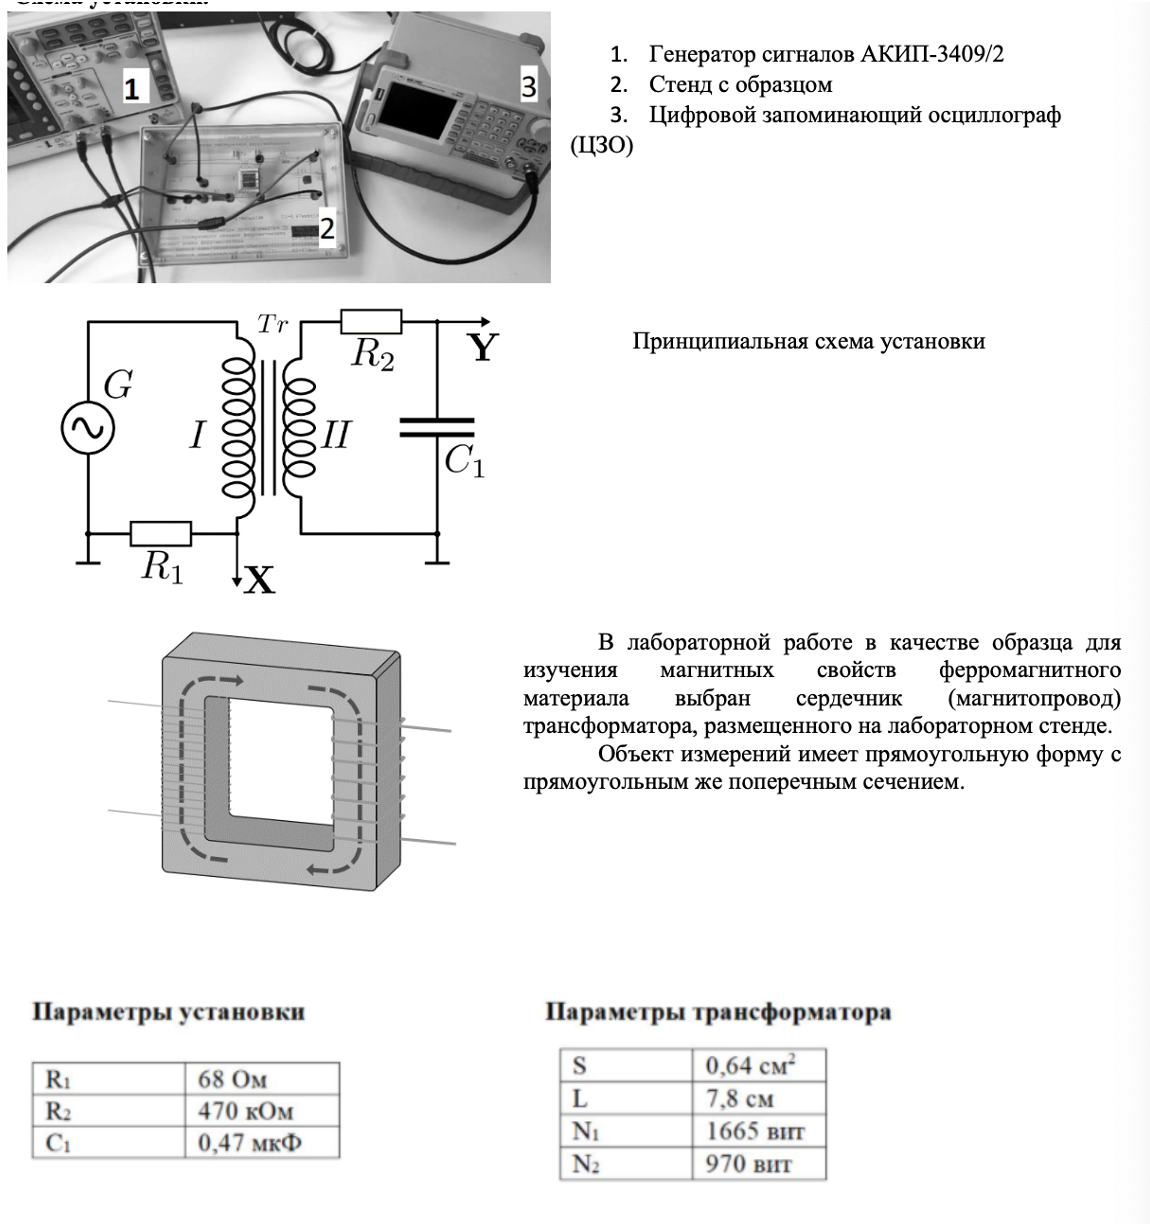 1
2
3
1. Генератор сигналов АКИП-3409/2
2. Стенд с образцом
3. Цифровой запоминающий осциллограф
(ЦЗО)
Tr
R2
Y
G
I
II
C1
R1
X
Принципиальная схема установки
В лабораторной работе в качестве образца для
изучения магнитных свойств ферромагнитного
материала выбран сердечник (магнитопровод)
трансформатора, размещенного на лабораторном стенде.
Объект измерений имеет прямоугольную форму с
прямоугольным же поперечным сечением.
Параметры установки
R1 68 Ом
R2 470 кОм
C1 0,47 мкФ
Параметры трансформатора
S 0,64 см²
L 7,8 см
N1 1665 вит
N2 970 вит